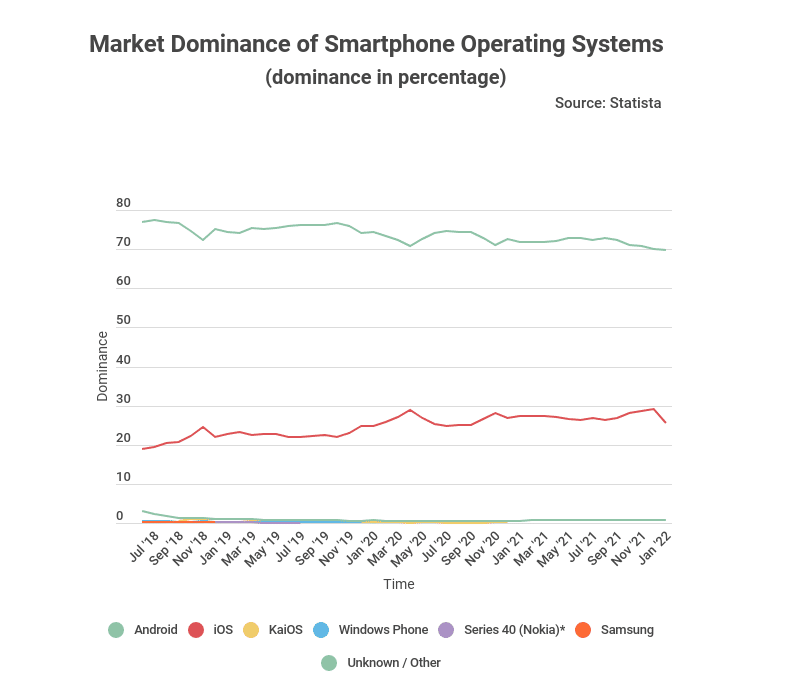 Market Dominance of Smartphone Operating Systems
(dominance in percentage)
Source: Statista
80
70
60
50
40
30
20
10
0
Dominance
Jul '18
Sep '18
Nov '18
Jan '19
Mar '19
May '19
Jul '19
Sep '19
Nov '19
Jan '20
Mar '20
May '20
Jul '20
Sep '20
Nov '20
Jan '21
Mar '21
May '21
Jul '21
Sep '21
Nov '21
Jan '22
Time
Android iOS KaiOS Windows Phone Series 40 (Nokia)* Samsung
Unknown / Other